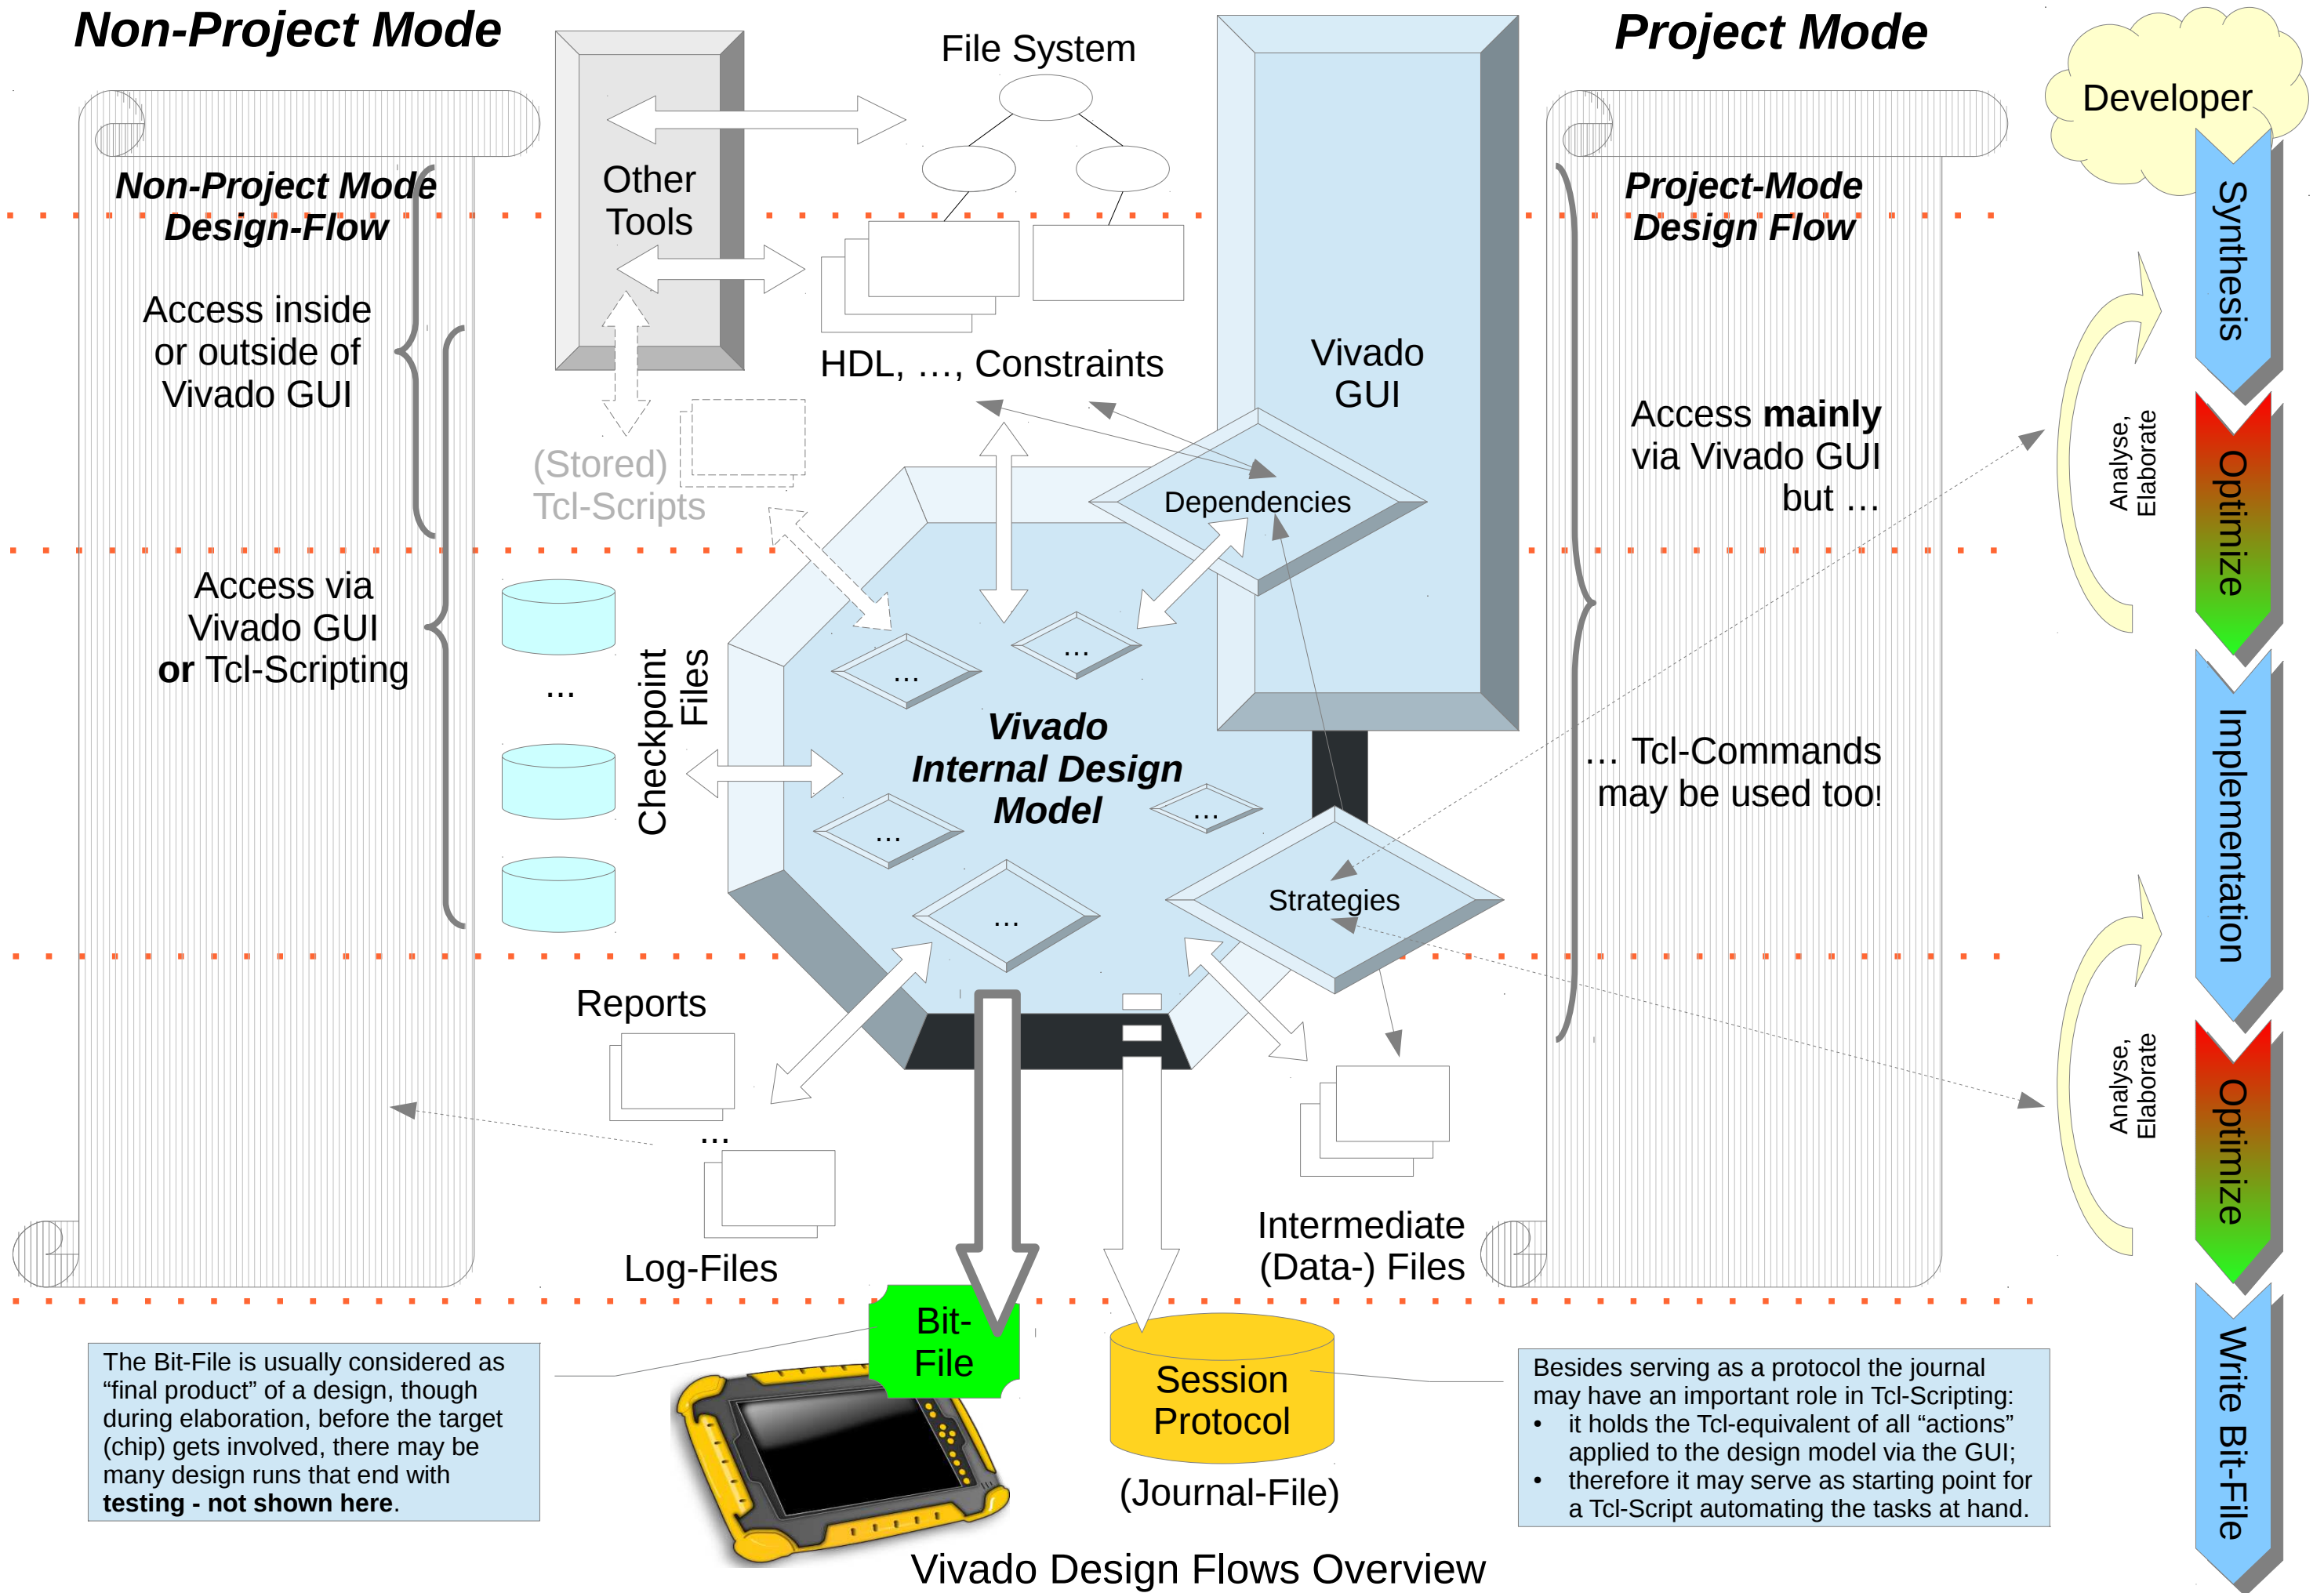 Non-Project Mode
File System
Project Mode
Developer
Non-Project Mode
Design-Flow
Access inside
or outside of
Vivado GUI
Access via
Vivado GUI
or Tcl-Scripting
Other
Tools
HDL, …, Constraints
(Stored)
Tcl-Scripts
Vivado
GUI
Dependencies
...
Checkpoint
Files
…
…
Vivado
Internal Design
Model
…
…
…
Strategies
Project-Mode
Design Flow
Access mainly
via Vivado GUI
but …
… Tcl-Commands
may be used too!
Analyse,
Elaborate
Analyse,
Elaborate
Synthesis
Optimize
Implementation
Optimize
Write Bit-File
Reports
...
Log-Files
Intermediate
(Data-) Files
Bit-
File
Session
Protocol
(Journal-File)
The Bit-File is usually considered as
“final product” of a design, though
during elaboration, before the target
(chip) gets involved, there may be
many design runs that end with
testing - not shown here.
Besides serving as a protocol the journal
may have an important role in Tcl-Scripting:
• it holds the Tcl-equivalent of all “actions”
applied to the design model via the GUI;
• therefore it may serve as starting point for
a Tcl-Script automating the tasks at hand.
Vivado Design Flows Overview